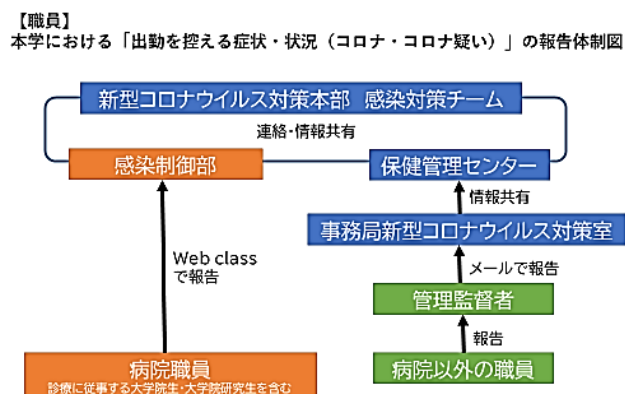 【職員】
本学における「出勤を控える症状・状況（コロナ・コロナ疑い）」の報告体制図
新型コロナウイルス対策本部 感染対策チーム
連絡・情報共有
感染制御部
保健管理センター
情報共有
事務局新型コロナウイルス対策室
Web class
で報告
メールで報告
管理監督者
報告
病院職員
診療に従事する大学院生・大学院研究生を含む
病院以外の職員